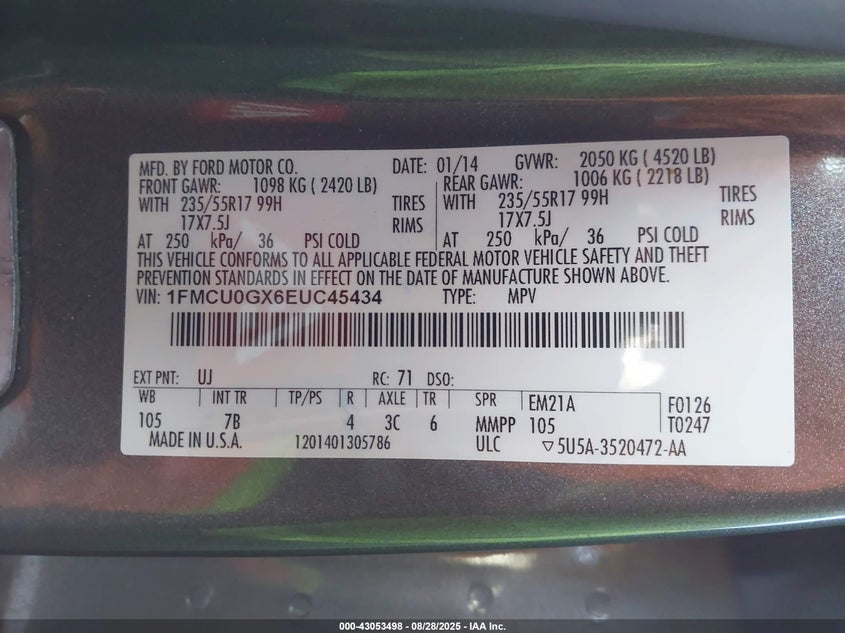 MFD. BY FORD MOTOR CO. DATE: 01/14 GVWR: 2050 KG ( 4520 LB)
FRONT GAWR: 1098 KG ( 2420 LB) REAR GAWR: 1006 KG ( 2218 LB)
WITH 235/55R17 99H TIRES WITH 235/55R17 99H TIRES
17X7.5J RIMS 17X7.5J RIMS
AT 250 kPa/ 36 PSI COLD AT 250 kPa/ 36 PSI COLD
THIS VEHICLE CONFORMS TO ALL APPLICABLE FEDERAL MOTOR VEHICLE SAFETY AND THEFT
PREVENTION STANDARDS IN EFFECT ON THE DATE OF MANUFACTURE SHOWN ABOVE.
VIN: 1FMCU0GX6EUC45434 TYPE: MPV
EXT PNT: UJ RC: 71 DSO:
WB INT TR TP/PS R AXLE TR SPR EM21A F0126
105 7B 4 3C 6 MMPP 105 T0247
MADE IN U.S.A. 1201401305786 ULC ▽5U5A-3520472-AA
000-43053498 - 08/28/2025 - IAA Inc.